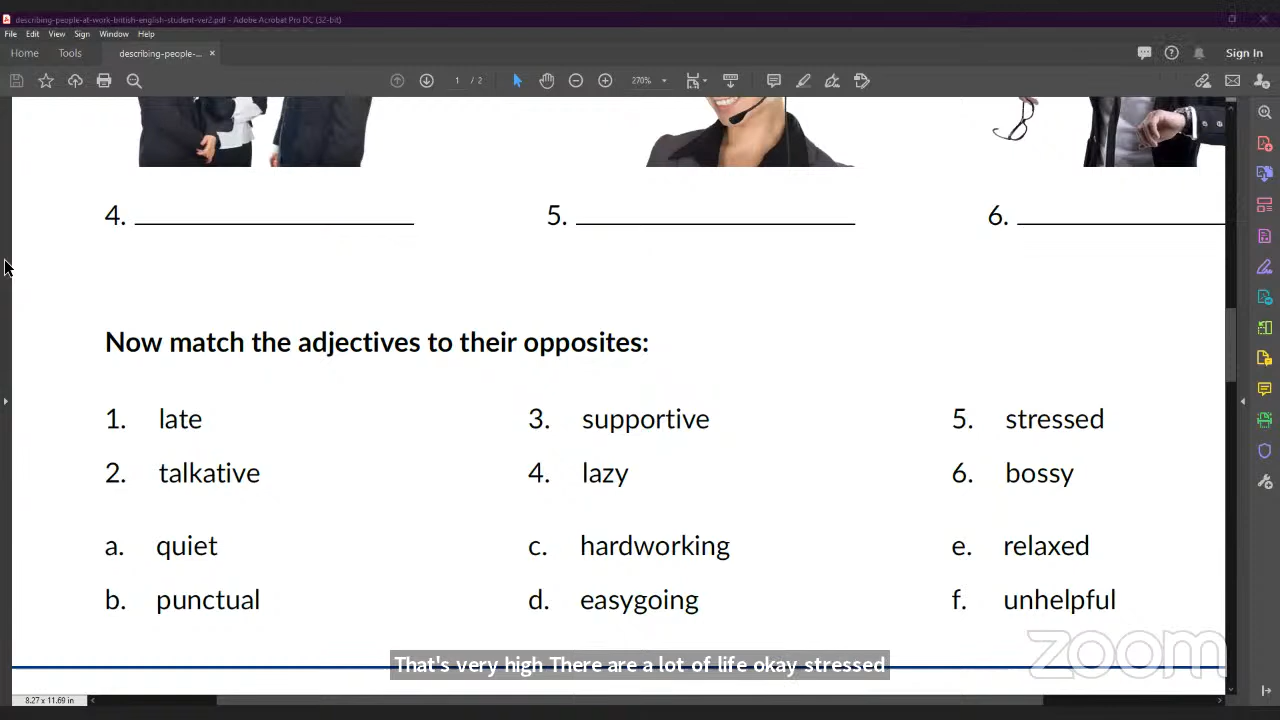 describing-people-at-work-british-english-student-ver2.pdf - Adobe Acrobat Pro DC (32-bit)
File Edit View Sign Window Help
Home Tools describing-people-... × Sign In
1 / 2 270%
4. 5. 6.
Now match the adjectives to their opposites:
1. late 3. supportive 5. stressed
2. talkative 4. lazy 6. bossy
a. quiet c. hardworking e. relaxed
b. punctual d. easygoing f. unhelpful
zoom
That's very high There are a lot of life okay stressed
8.27 x 11.69 in